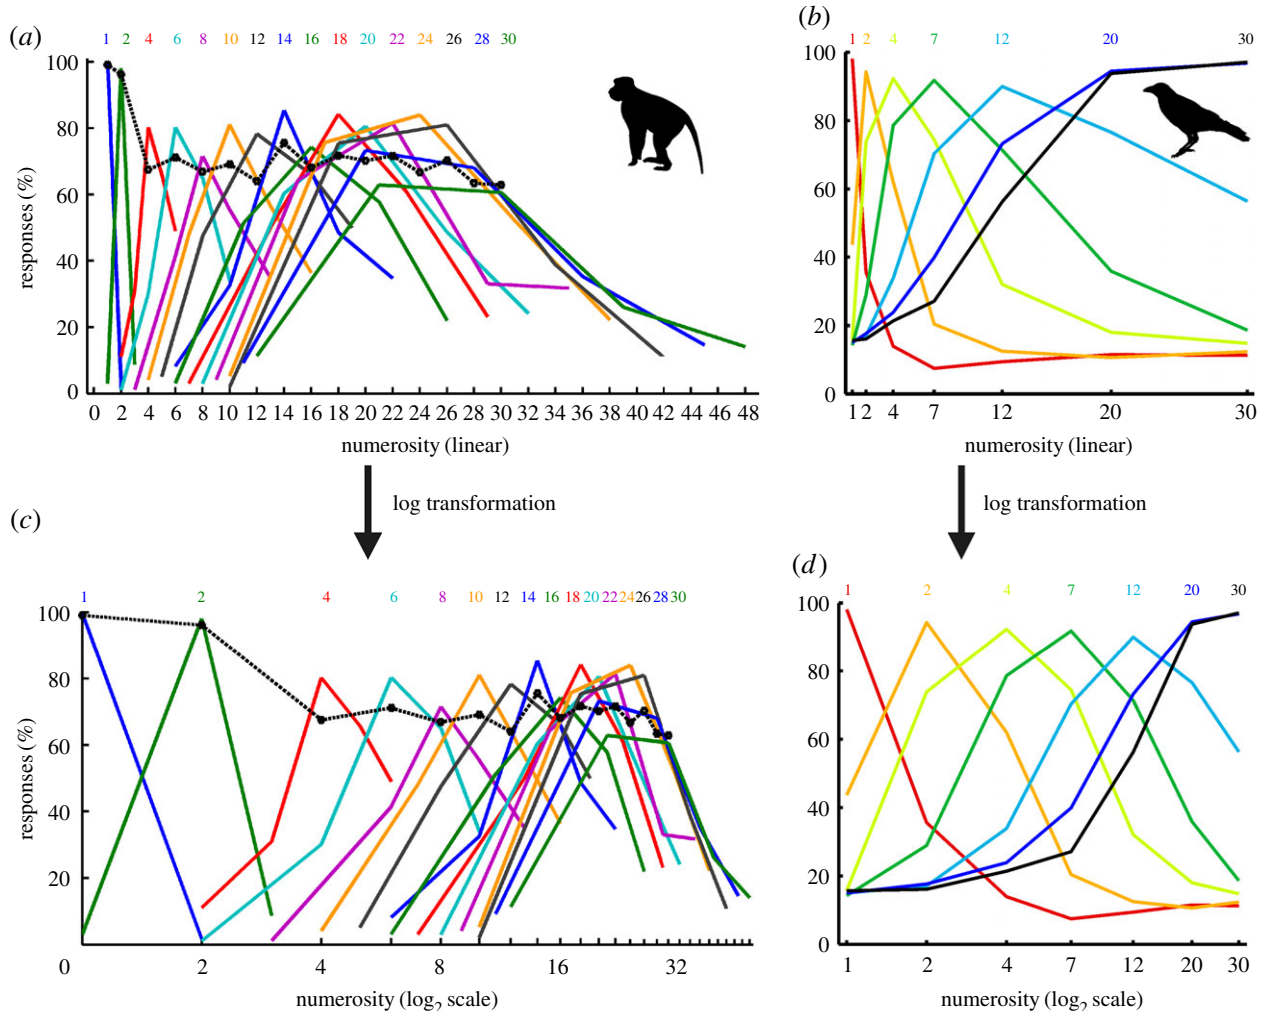 (a)
1 2 4 6 8 10 12 14 16 18 20 22 24 26 28 30
100
80
60
40
20
0
responses (%)
0 2 4 6 8 10 12 14 16 18 20 22 24 26 28 30 32 34 36 38 40 42 44 46 48
numerosity (linear)
(b)
1 2 4 7 12 20 30
100
80
60
40
20
0
1 2 4 7 12 20 30
numerosity (linear)
log transformation
log transformation
(c)
1 2 4 6 8 10 12 14 16 18 20 22 24 26 28 30
100
80
60
40
20
responses (%)
0 2 4 8 16 32
numerosity (log2 scale)
(d)
1 2 4 7 12 20 30
100
80
60
40
20
0
1 2 4 7 12 20 30
numerosity (log2 scale)